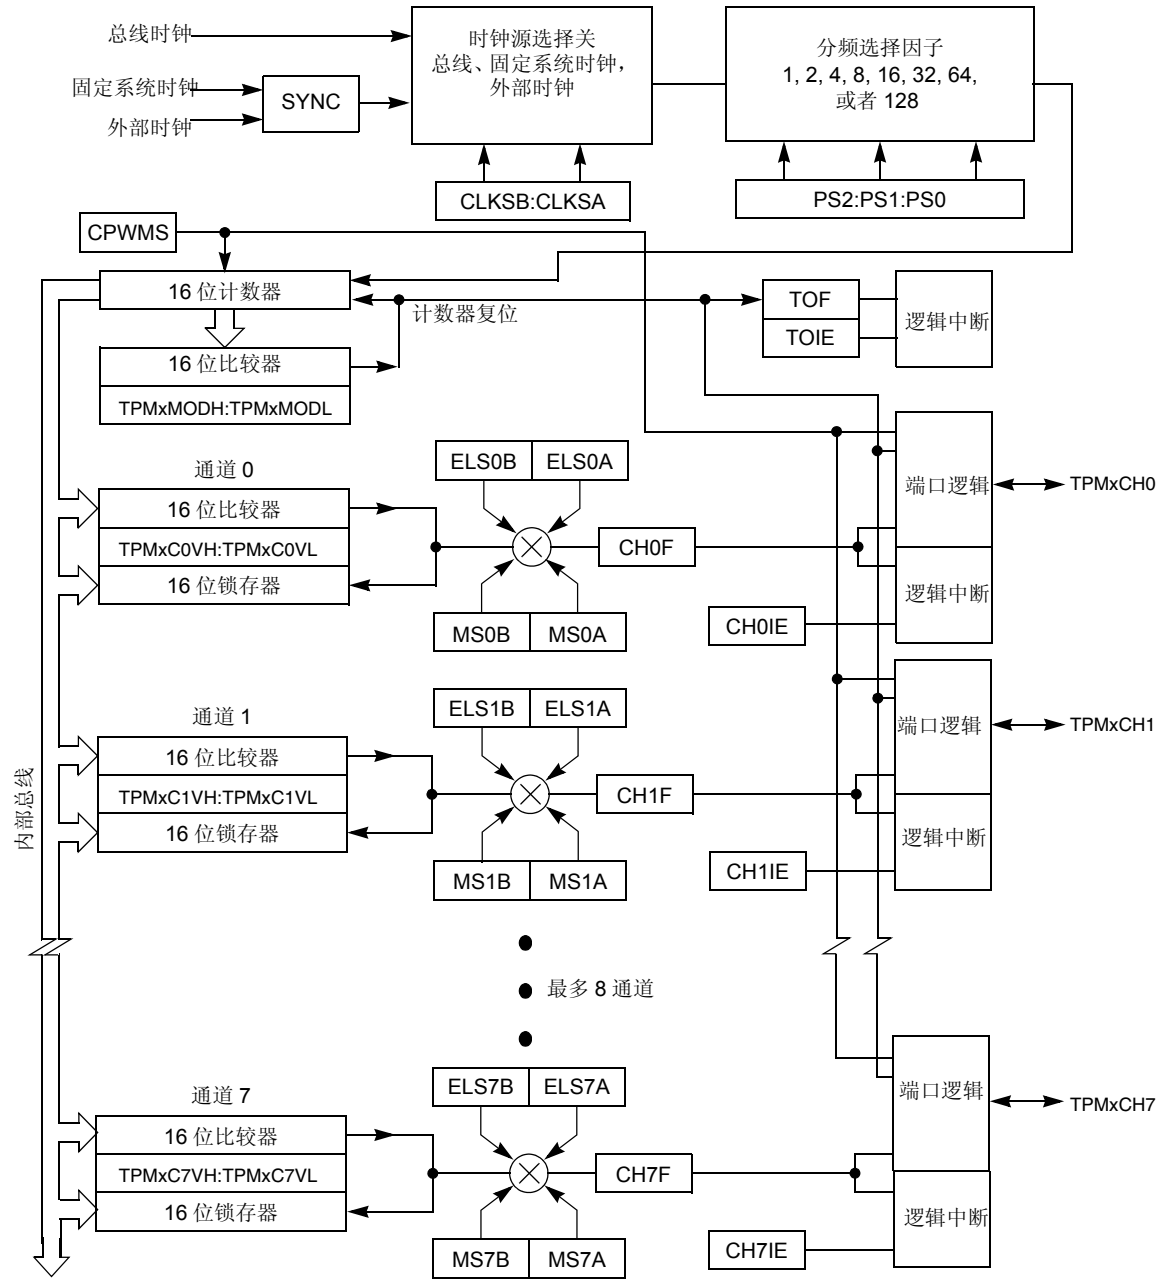 总线时钟
固定系统时钟
外部时钟
SYNC
时钟源选择关
总线、固定系统时钟,
外部时钟
分频选择因子
1, 2, 4, 8, 16, 32, 64,
或者 128
CLKSB:CLKSA
PS2:PS1:PS0
CPWMS
16 位计数器
计数器复位
TOF
TOIE
逻辑中断
16 位比较器
TPMxMODH:TPMxMODL
通道 0
16 位比较器
TPMxC0VH:TPMxC0VL
16 位锁存器
ELS0B
ELS0A
MS0B
MS0A
CH0F
CH0IE
端口逻辑
逻辑中断
TPMxCH0
通道 1
16 位比较器
TPMxC1VH:TPMxC1VL
16 位锁存器
ELS1B
ELS1A
MS1B
MS1A
CH1F
CH1IE
端口逻辑
逻辑中断
TPMxCH1
内部总线
最多 8 通道
通道 7
16 位比较器
TPMxC7VH:TPMxC7VL
16 位锁存器
ELS7B
ELS7A
MS7B
MS7A
CH7F
CH7IE
端口逻辑
逻辑中断
TPMxCH7